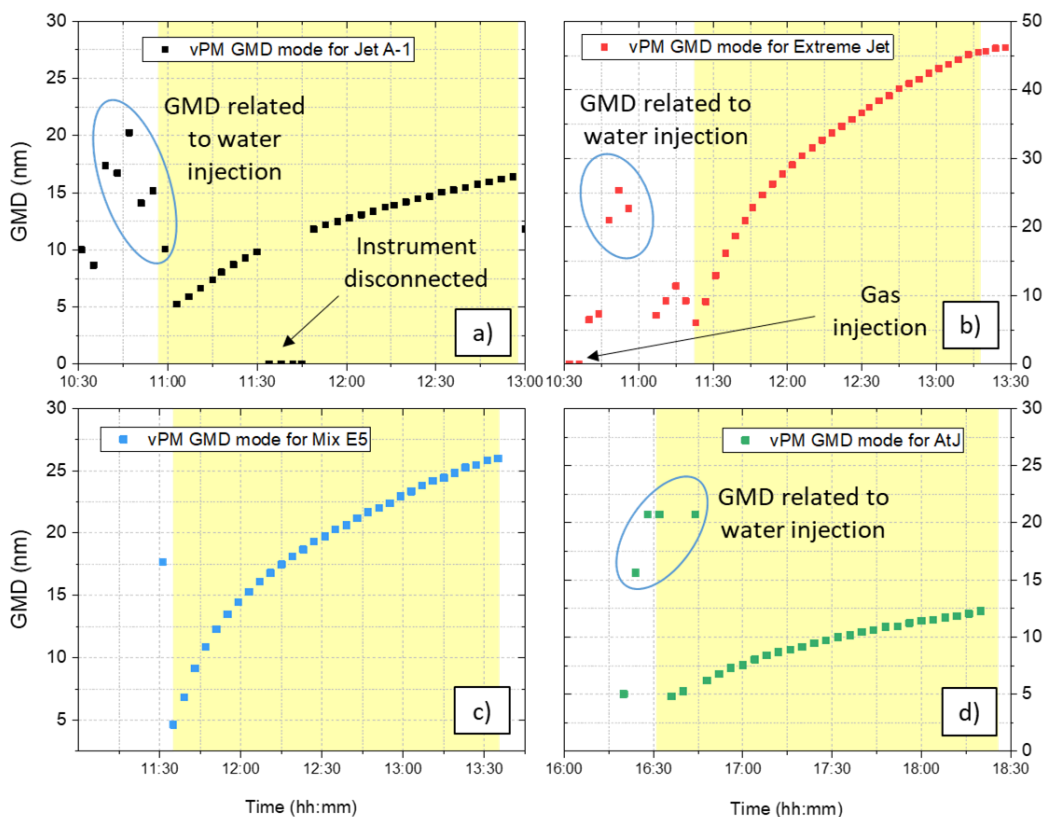 30
25
20
15
10
5
0
GMD (nm)
vPM GMD mode for Jet A-1
GMD related
to water
injection
Instrument
disconnected
a)
10:30
11:00
11:30
12:00
12:30
13:00
vPM GMD mode for Extreme Jet
GMD related to
water injection
Gas
injection
b)
50
40
30
20
10
0
10:30
11:00
11:30
12:00
12:30
13:00
13:30
30
25
20
15
10
5
GMD (nm)
vPM GMD mode for Mix E5
c)
11:30
12:00
12:30
13:00
13:30
Time (hh:mm)
vPM GMD mode for AtJ
GMD related to
water injection
d)
30
25
20
15
10
5
0
16:00
16:30
17:00
17:30
18:00
18:30
Time (hh:mm)